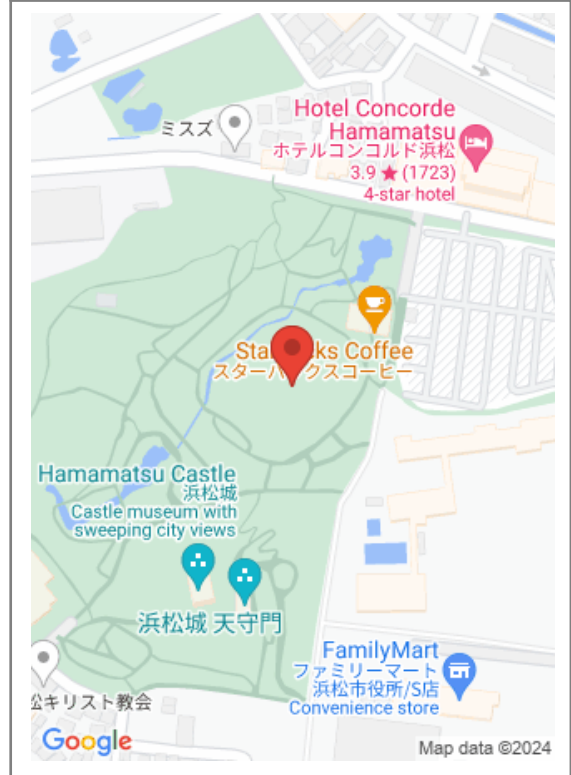 Hotel Concorde
Hamamatsu
ホテルコンコルド浜松
3.9 ★ (1723)
4-star hotel
ミスズ
Coffee
スターバックスコーヒー
Hamamatsu Castle
浜松城
Castle museum with
sweeping city views
浜松城 天守門
FamilyMart
ファミリーマート
浜松市役所/S店
Convenience store
松キリスト教会
Google
Map data ©2024